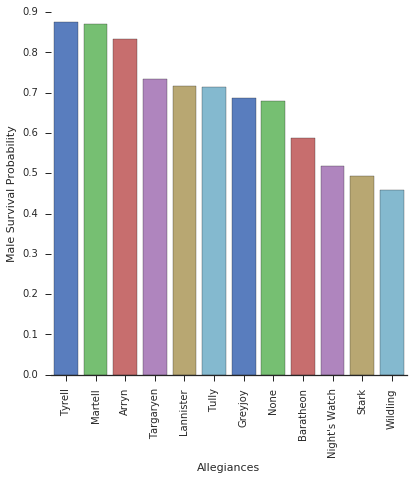 0.9
0.8
0.7
0.6
0.5
0.4
0.3
0.2
0.1
0.0
Male Survival Probability
Tyrell
Martell
Arryn
Targaryen
Lannister
Tully
Greyjoy
None
Baratheon
Night's Watch
Stark
Wildling
Allegiances